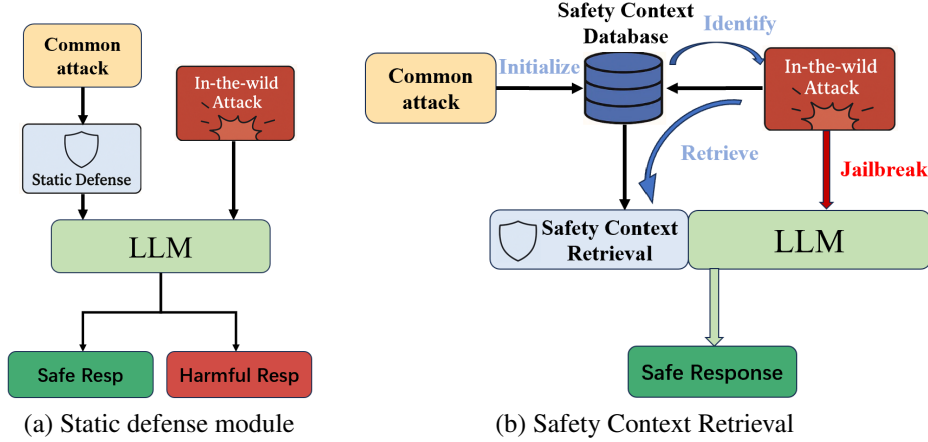 Common
attack
In-the-wild
Attack
Static Defense
LLM
Safe Resp
Harmful Resp
(a) Static defense module
Safety Context
Database
Identify
Common
attack
Initialize
In-the-wild
Attack
Retrieve
Jailbreak
Safety Context
Retrieval
LLM
Safe Response
(b) Safety Context Retrieval